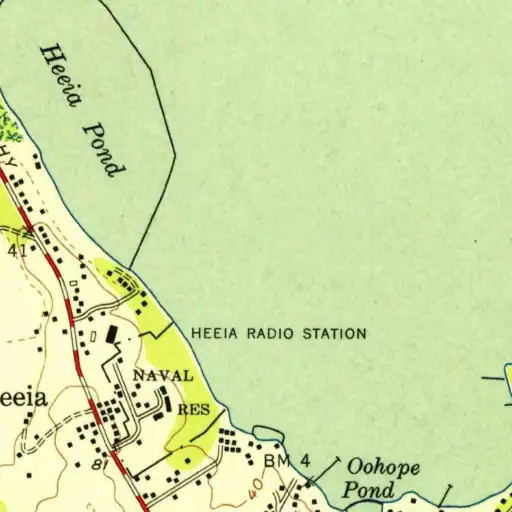 Heeia Pond
HY
41
HEEIA RADIO STATION
NAVAL
RES
eeia
81
BM 4
40
Oohope
Pond